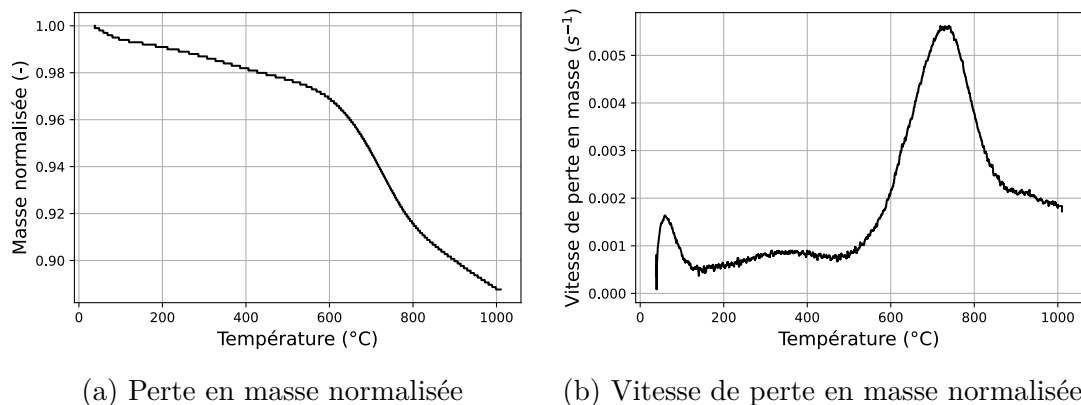 1.00
0.98
0.96
0.94
0.92
0.90
Masse normalisée (-)
0 200 400 600 800 1000
Température (°C)
(a) Perte en masse normalisée
0.005
0.004
0.003
0.002
0.001
0.000
Vitesse de perte en masse (s⁻¹)
0 200 400 600 800 1000
Température (°C)
(b) Vitesse de perte en masse normalisée